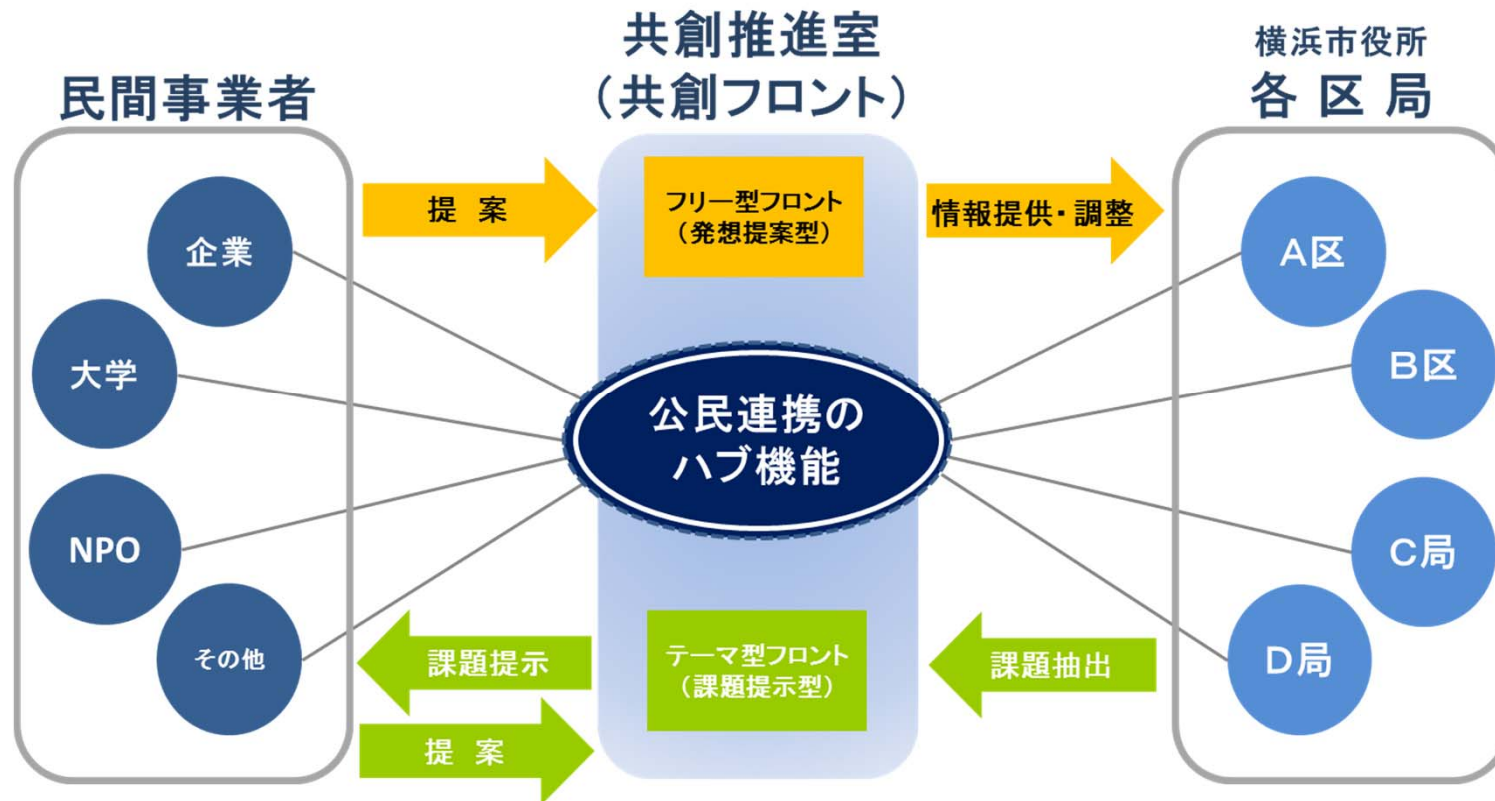 民間事業者
共創推進室
（共創フロント）
横浜市役所
各区局
企業
大学
NPO
その他
提 案
フリー型フロント
（発想提案型）
情報提供・調整
公民連携の
ハブ機能
課題提示
提 案
テーマ型フロント
（課題提示型）
課題抽出
A区
B区
C局
D局